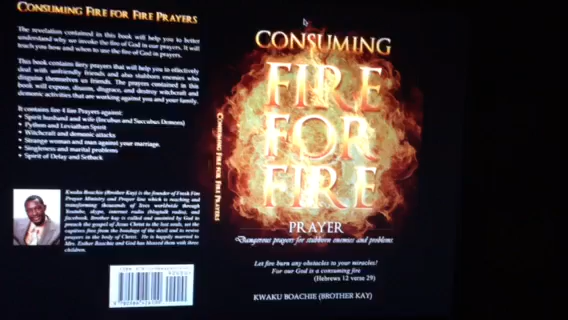 CONSUMING FIRE FOR FIRE PRAYERS
The revelation contained in this book will help you to better
understand why we invoke the fire of God in our prayers. It will
teach you how and when to use the fire of God in prayers.
This book contains fiery prayers that will help you to effectively
deal with unfriendly friends and also stubborn enemies who
disguise themselves as friends. The prayers contained in this
book will expose, disarm, disgrace, and destroy witchcraft and
demonic activities that are working against you and your family.
It contains fire 4 fire Prayers against:
• Spirit husband and wife (Incubus and Succubus Demons)
• Python and Leviathan Spirit
• Witchcraft and demonic attacks
• Strange woman and man against your marriage.
• Singleness and marital problems
• Spirit of Delay and Setback
Kwaku Boachie (Brother Kay) is the founder of Fresh Fire
Prayer Ministry and Prayer line which is reaching and
transforming thousands of lives worldwide through
Youtube, skype, internet radio (blogtalk radio), and
facebook. Brother kay is called and anointed by God to
preach the gospel of Jesus Christ to the lost souls, set the
captives free from the bondage of the devil and to revive
prayers in the body of Christ. He is happily married to
Mrs. Esther Boachie and God has blessed them with three
children.
CONSUMING FIRE FOR FIRE PRAYERS
CONSUMING
FIRE
FOR
FIRE
PRAYER
Dangerous prayers for stubborn enemies and problems
Let fire burn any obstacles to your miracles!
For our God is a consuming fire
(Hebrews 12 verse 29)
KWAKU BOACHIE (BROTHER KAY)